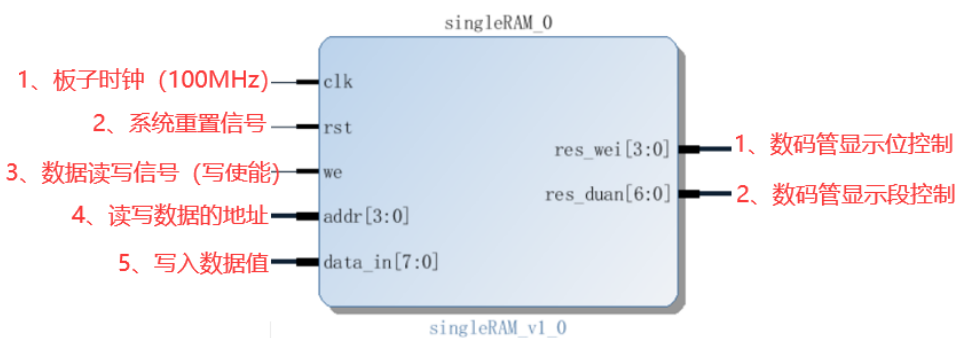 singleRAM_0
1、板子时钟（100MHz）
clk
2、系统重置信号
rst
3、数据读写信号（写使能）
we
4、读写数据的地址
addr[3:0]
5、写入数据值
data_in[7:0]
res_wei[3:0]
1、数码管显示位控制
res_duan[6:0]
2、数码管显示段控制
singleRAM_v1_0